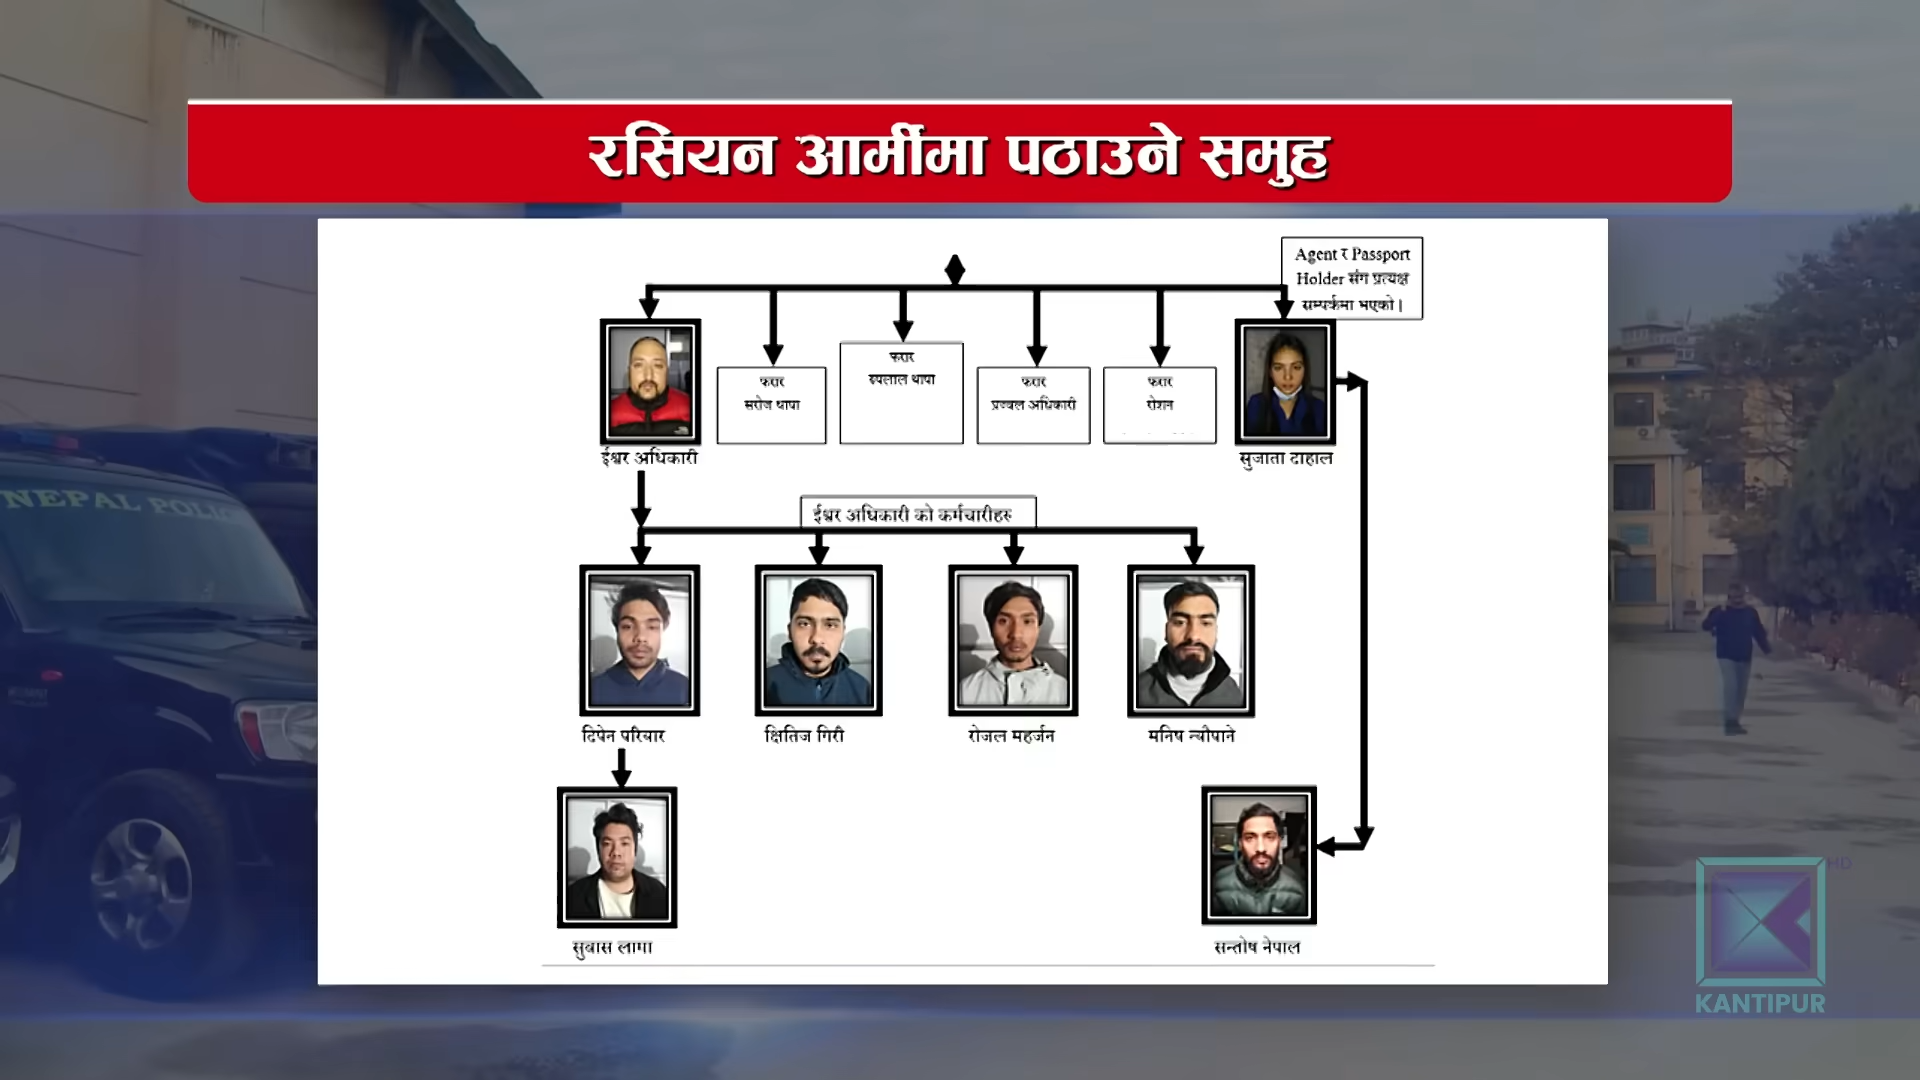 रसियन आर्मीमा पठाउने समुह
Agent र Passport
Holder संग प्रत्यक्ष
सम्पर्कमा भएको।
फरार
सरोज थापा
फरार
रुपलाल थापा
फरार
प्रज्वल अधिकारी
फरार
रोशन
ईश्वर अधिकारी
सुजाता दाहाल
ईश्वर अधिकारी को कर्मचारीहरु
NEPAL POLIC
दिपेन परियार
क्षितिज गिरी
रोजल महर्जन
मनिष न्यौपाने
सुबास लामा
सन्तोष नेपाल
HD
KANTIPUR